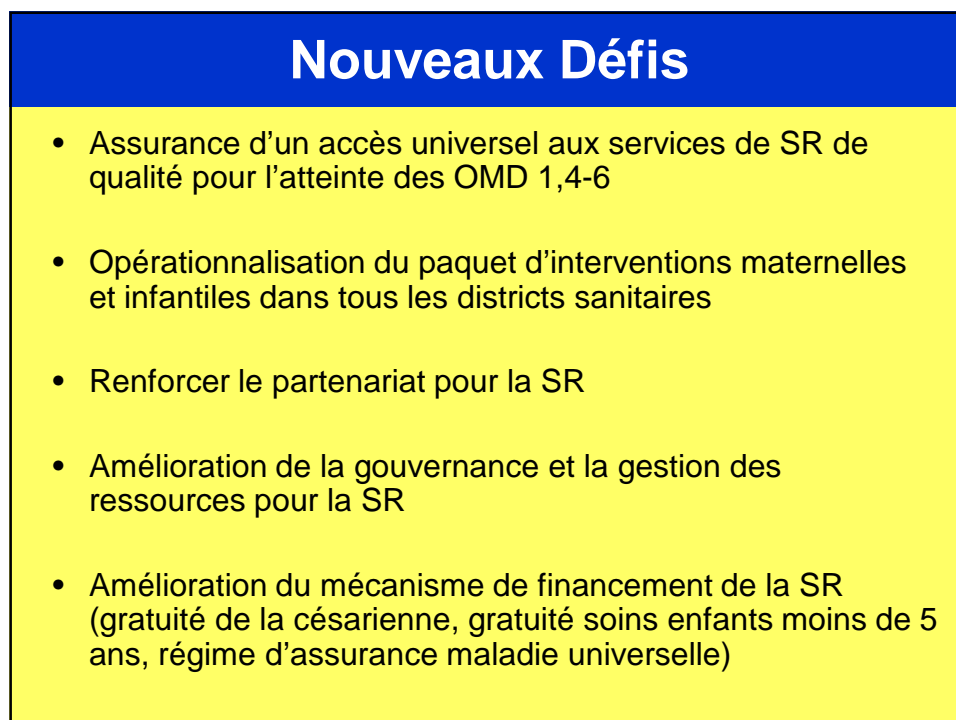 Nouveaux Défis
• Assurance d’un accès universel aux services de SR de
qualité pour l’atteinte des OMD 1,4-6
• Opérationnalisation du paquet d’interventions maternelles
et infantiles dans tous les districts sanitaires
• Renforcer le partenariat pour la SR
• Amélioration de la gouvernance et la gestion des
ressources pour la SR
• Amélioration du mécanisme de financement de la SR
(gratuité de la césarienne, gratuité soins enfants moins de 5
ans, régime d’assurance maladie universelle)